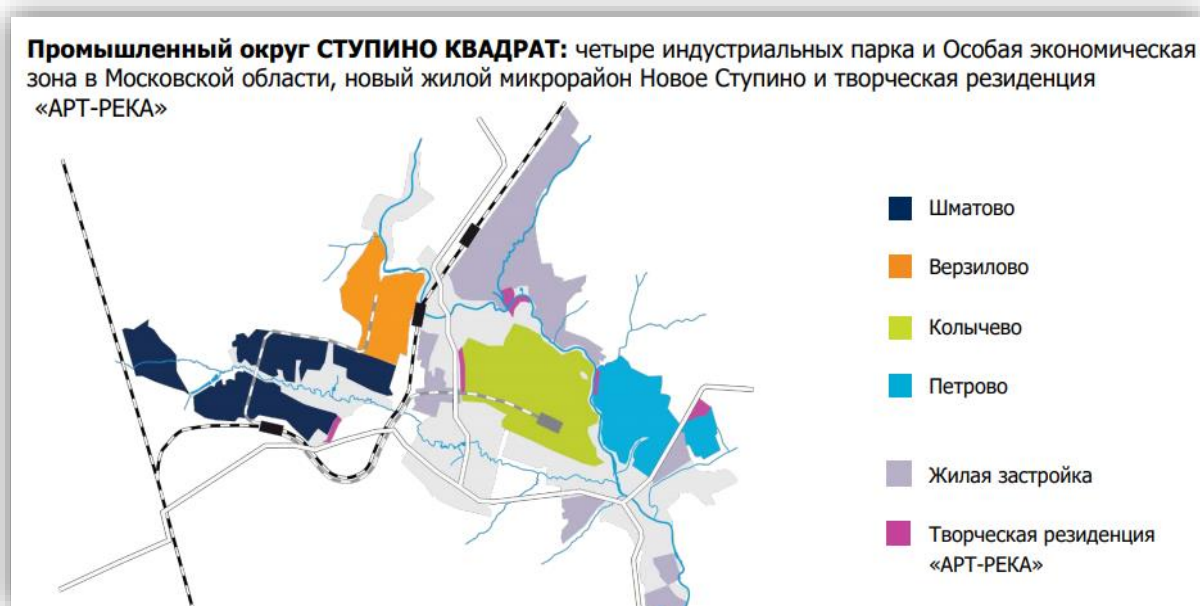 Промышленный округ СТУПИНО КВАДРАТ: четыре индустриальных парка и Особая экономическая
зона в Московской области, новый жилой микрорайон Новое Ступино и творческая резиденция
«АРТ-РЕКА»
Шматово
Верзилово
Колычево
Петрово
Жилая застройка
Творческая резиденция
«АРТ-РЕКА»